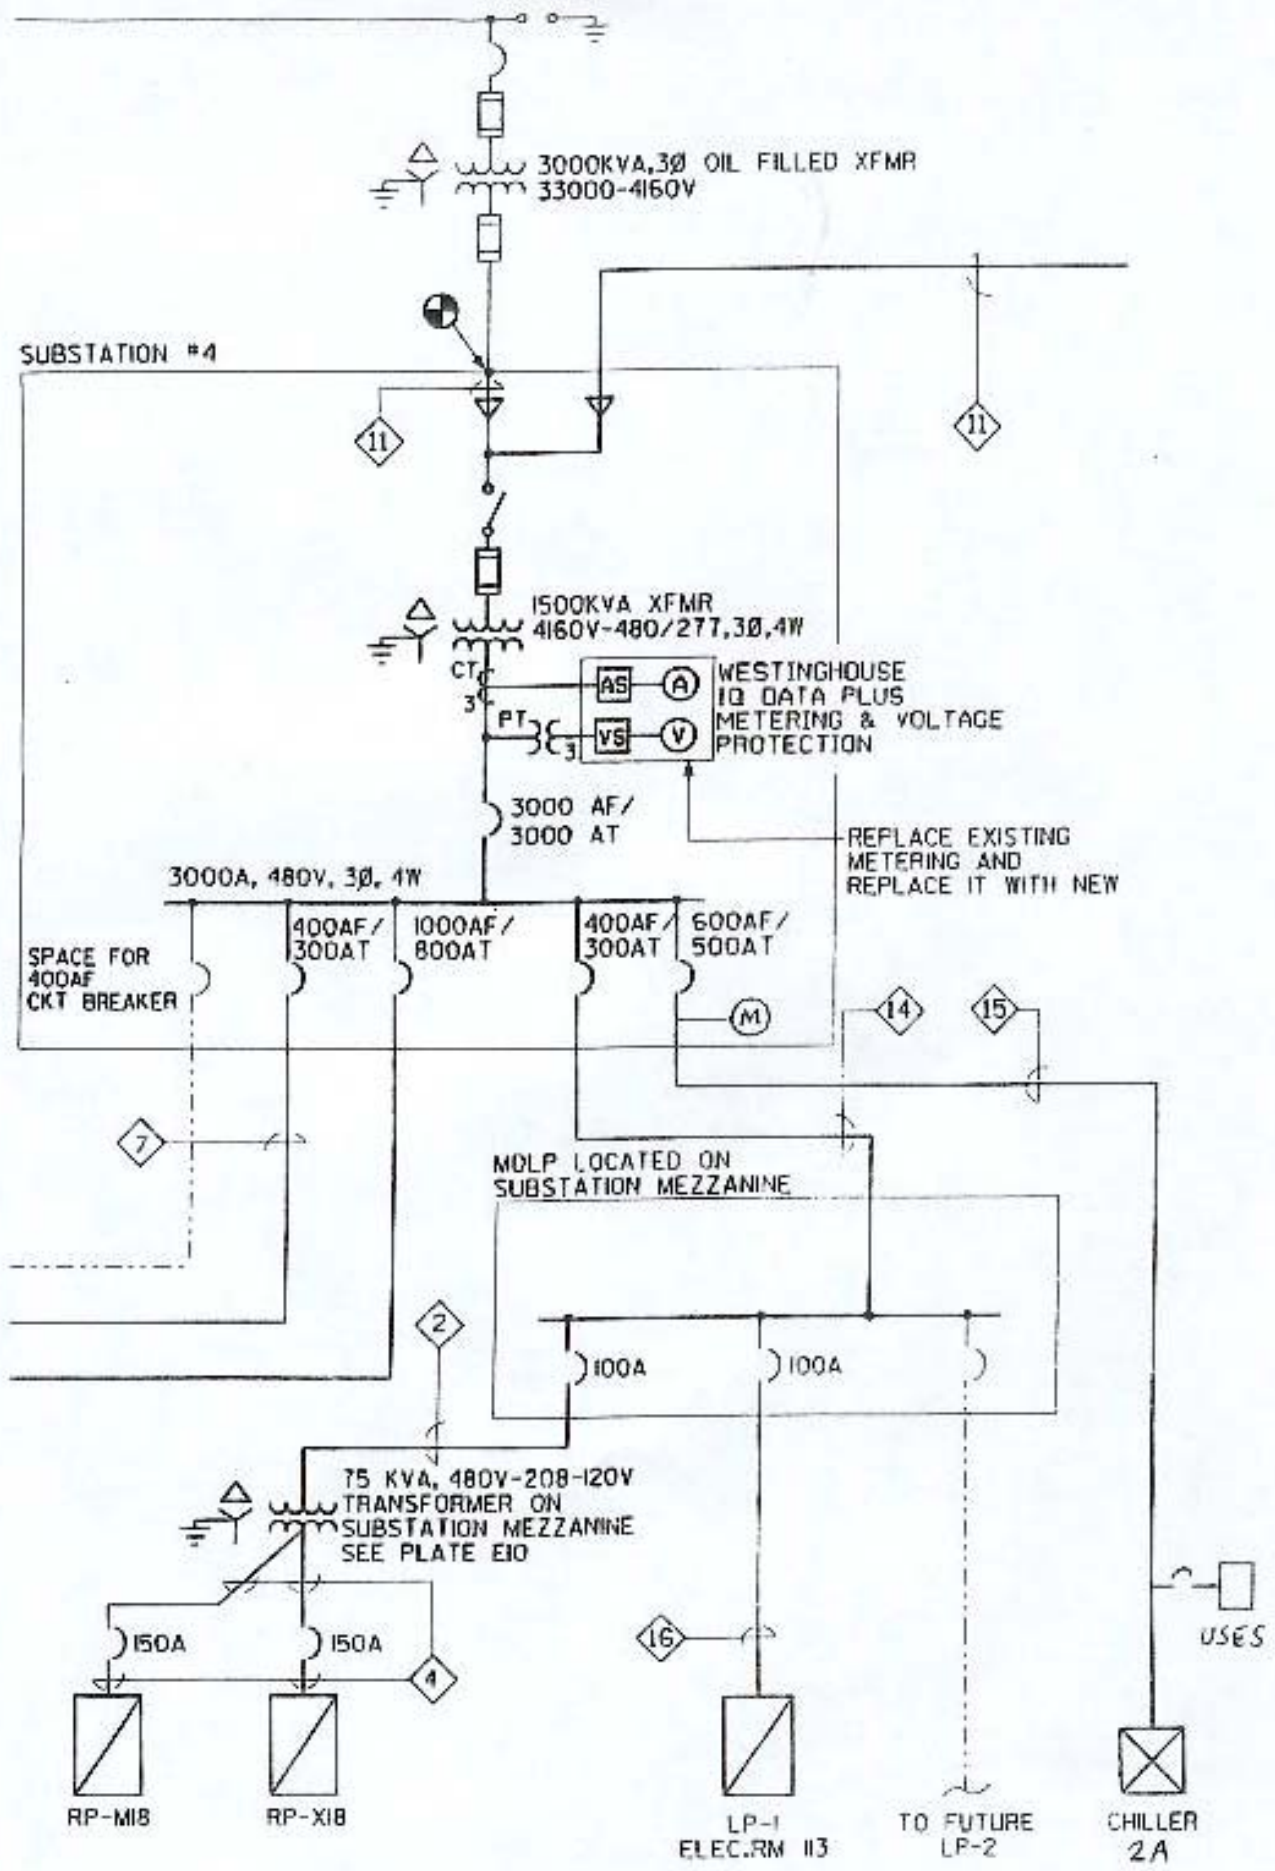 3000KVA,3Ø OIL FILLED XFMR
33000-4160V
SUBSTATION #4
11
11
1500KVA XFMR
4160V-480/277,3Ø,4W
CT
3
AS
A
WESTINGHOUSE
IQ DATA PLUS
METERING & VOLTAGE
PROTECTION
PT
3
VS
V
3000 AF/
3000 AT
REPLACE EXISTING
METERING AND
REPLACE IT WITH NEW
3000A, 480V, 3Ø, 4W
400AF/
300AT
1000AF/
800AT
400AF/
300AT
600AF/
500AT
SPACE FOR
400AF
CKT BREAKER
M
14
15
7
MDLP LOCATED ON
SUBSTATION MEZZANINE
2
100A
100A
75 KVA, 480V-208-120V
TRANSFORMER ON
SUBSTATION MEZZANINE
SEE PLATE E10
150A
150A
4
16
USES
RP-M18
RP-X18
LP-1
ELEC.RM 113
TO FUTURE
LP-2
CHILLER
2A